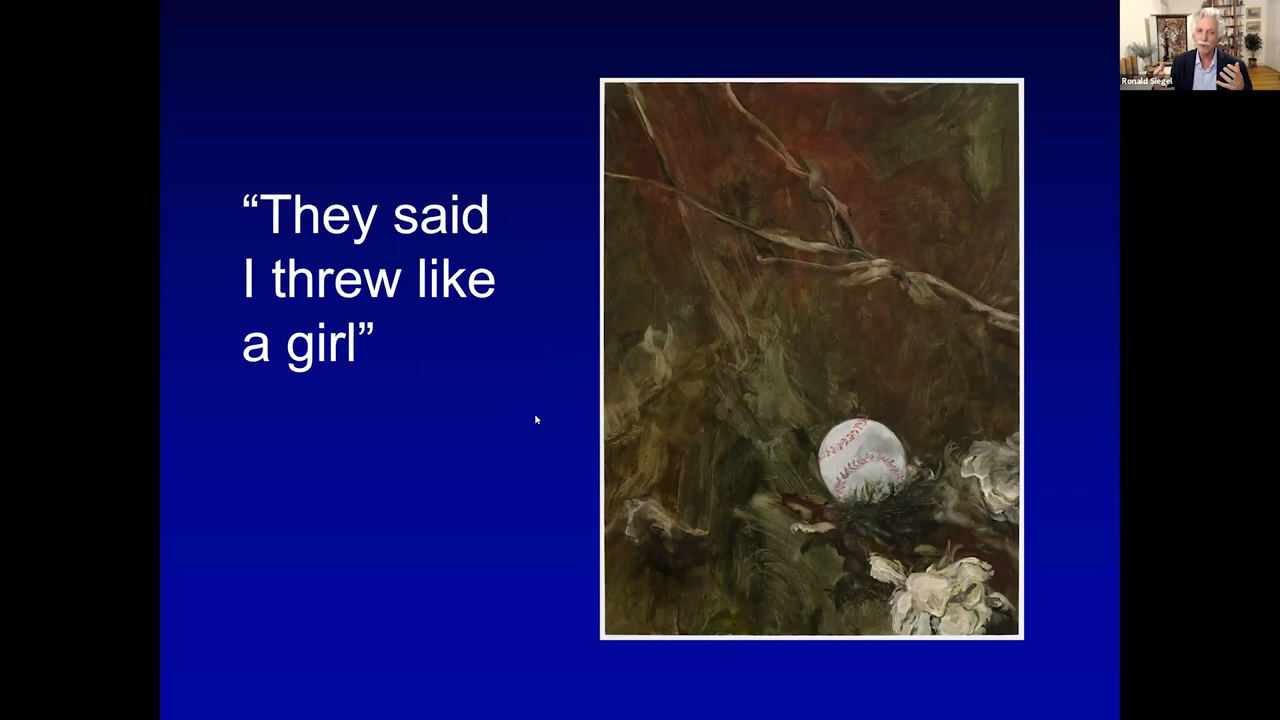 “They said
I threw like
a girl”
Ronald Siegel